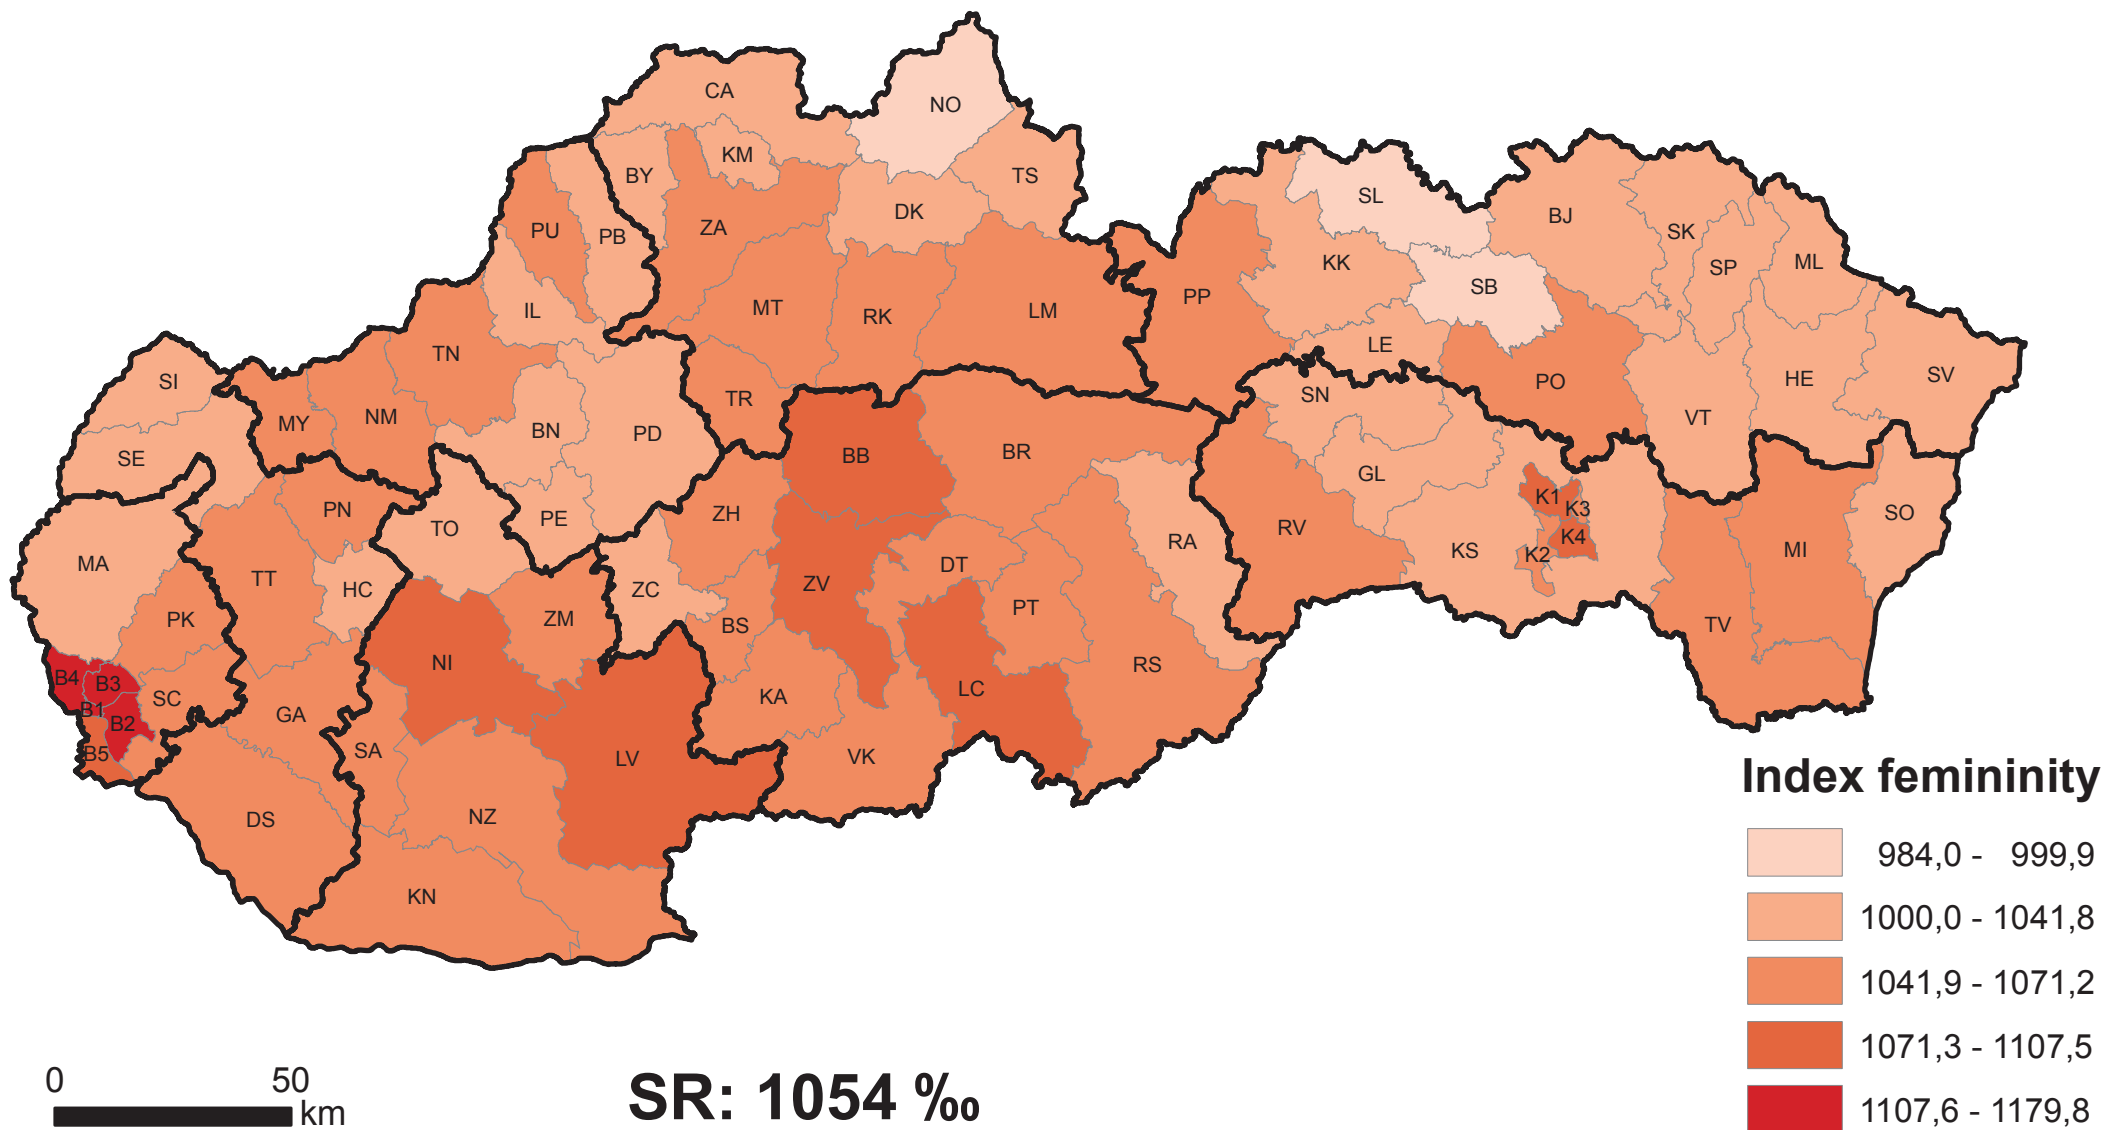 CA
NO
KM
BY
TS
DK
SL
BJ
PU
PB
ZA
SK
KK
SP
ML
SB
PP
IL
MT
RK
LM
LE
TN
SI
TR
PO
HE
SV
SN
MY
NM
BN
PD
VT
SE
BB
BR
GL
K1
K3
PN
TO
PE
ZH
RA
RV
KS
K4
K2
MI
SO
MA
TT
HC
ZC
ZV
DT
PT
PK
ZM
BS
TV
NI
RS
B4
B3
SC
KA
LC
B1
B2
GA
B5
SA
LV
VK
DS
NZ
KN
Index femininity
984,0 - 999,9
1000,0 - 1041,8
1041,9 - 1071,2
1071,3 - 1107,5
1107,6 - 1179,8
0 50
km
SR: 1054 ‰